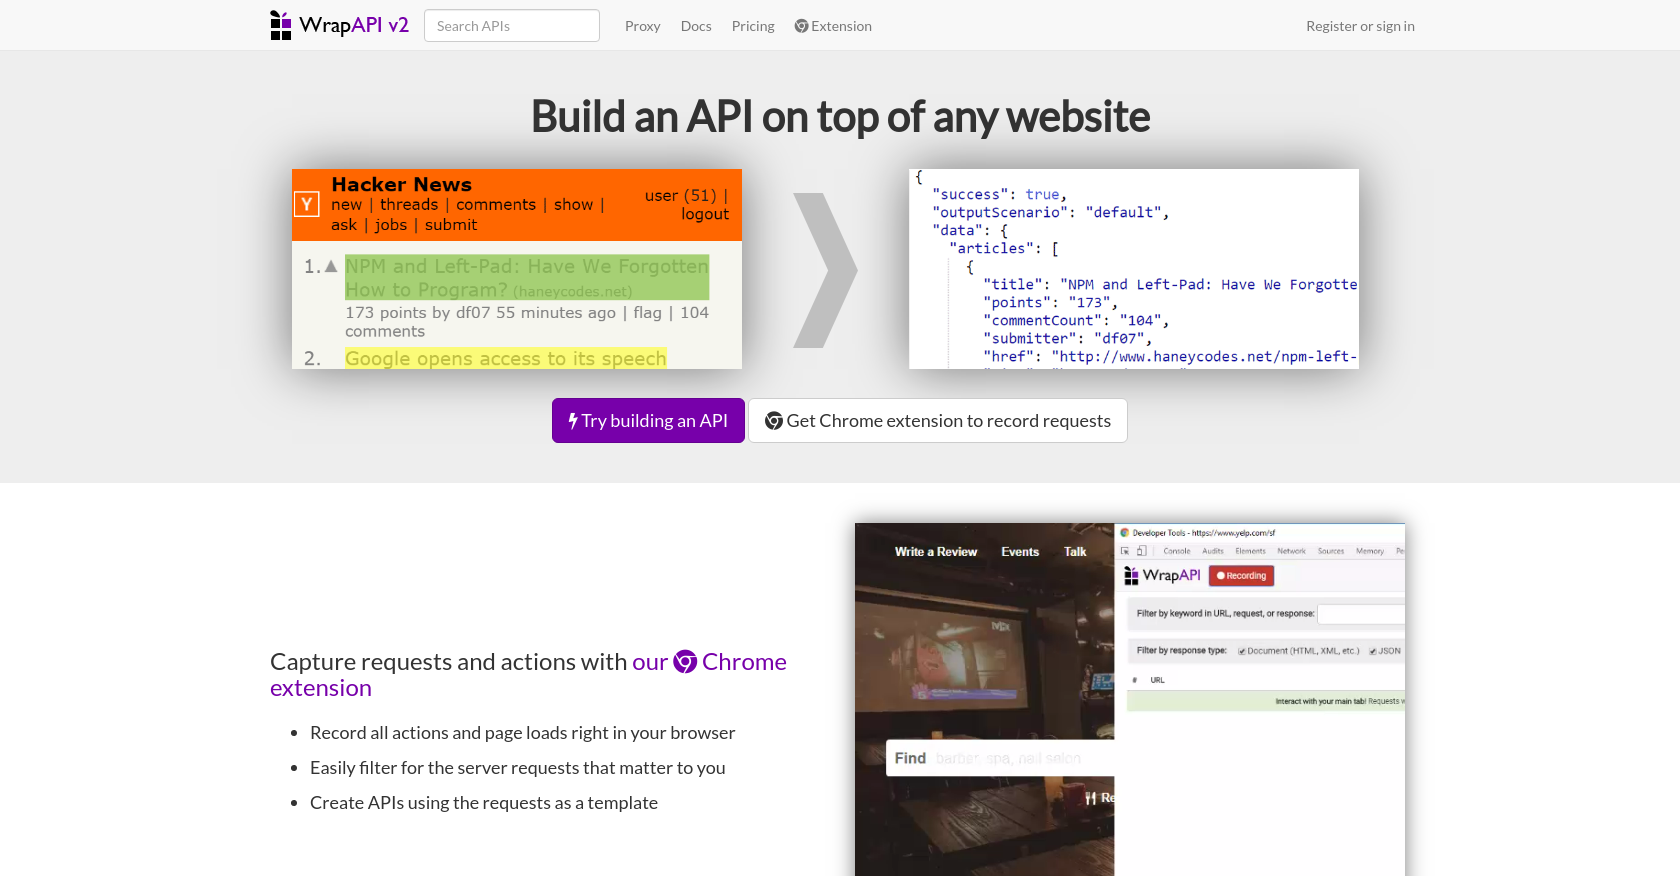 WrapAPI v2
Search APIs
Proxy
Docs
Pricing
Extension
Register or sign in
Build an API on top of any website
Y
Hacker News
new | threads | comments | show |
ask | jobs | submit
user (51) |
logout
1.
NPM and Left-Pad: Have We Forgotten
How to Program? (haneycodes.net)
173 points by df07 55 minutes ago | flag | 104
comments
2.
Google opens access to its speech
{
"success": true,
"outputScenario": "default",
"data": {
"articles": [
{
"title": "NPM and Left-Pad: Have We Forgotte
"points": "173",
"commentCount": "104",
"submitter": "df07",
"href": "http://www.haneycodes.net/npm-left-
Try building an API
Get Chrome extension to record requests
Capture requests and actions with our Chrome
extension
• Record all actions and page loads right in your browser
• Easily filter for the server requests that matter to you
• Create APIs using the requests as a template
Write a Review
Events
Talk
Find barber, spa, nail salon
Re
Developer Tools - https://www.yelp.com/sf
Console
Audits
Elements
Network
Sources
Memory
Pe
WrapAPI
Recording
Filter by keyword in URL, request, or response:
Filter by response type:
Document (HTML, XML, etc.)
JSON
# URL
Interact with your main tab! Requests w